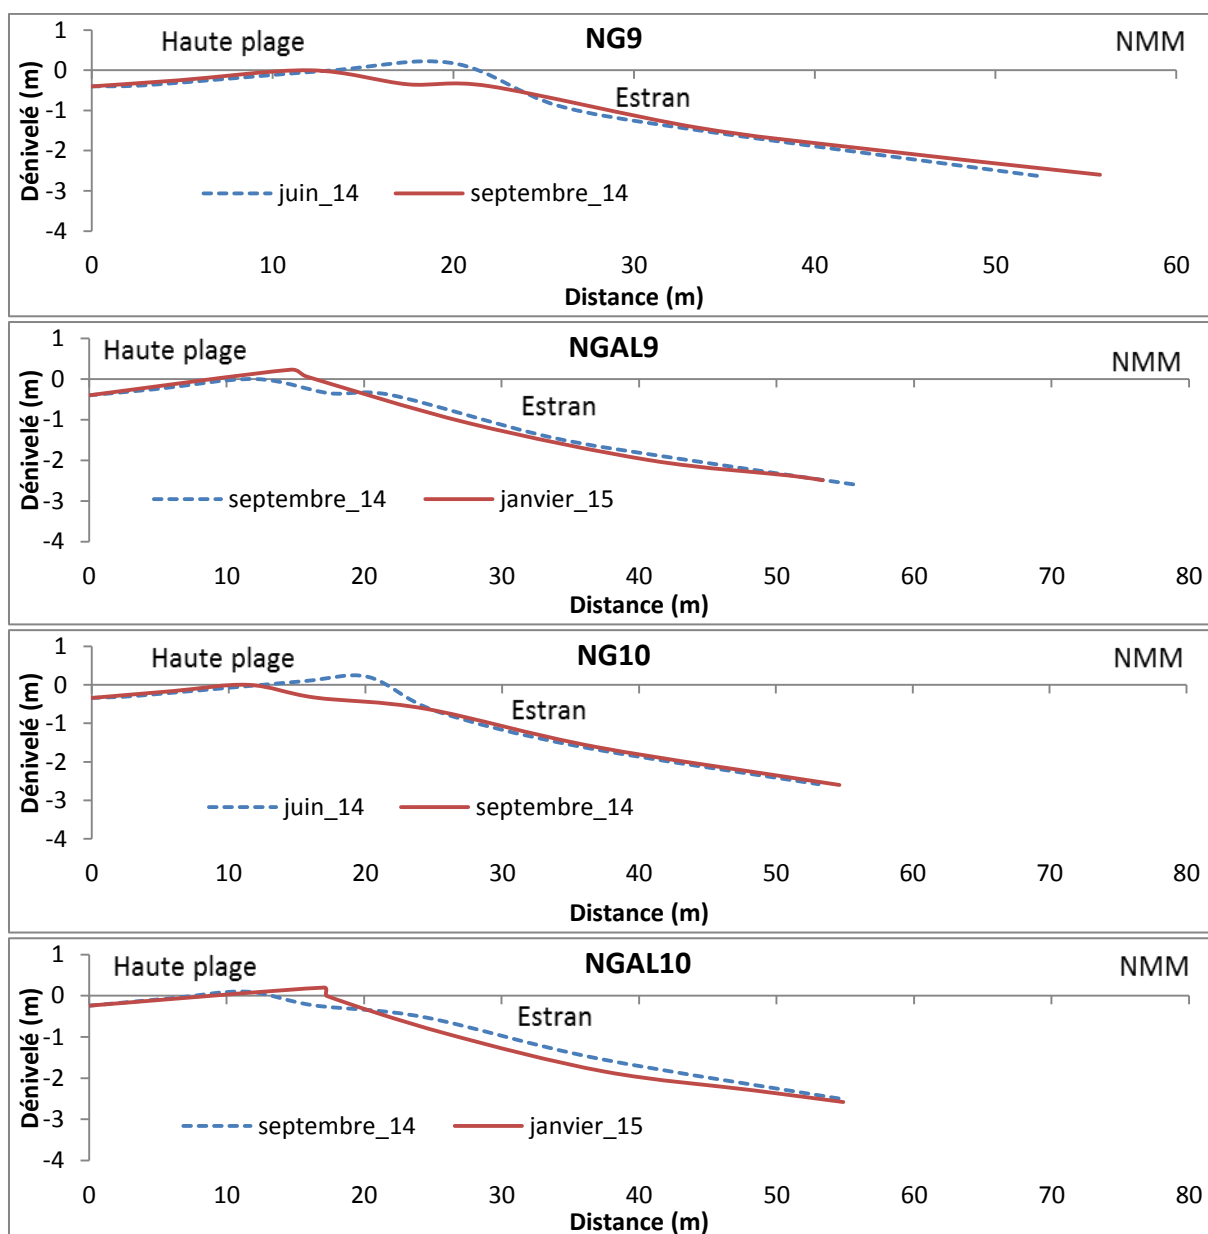 NG9
Haute plage
NMM
Estran
Dénivelé (m)
1
0
-1
-2
-3
-4
juin_14
septembre_14
0 10 20 30 40 50 60
Distance (m)
NGAL9
Haute plage
NMM
Estran
Dénivelé (m)
1
0
-1
-2
-3
-4
septembre_14
janvier_15
0 10 20 30 40 50 60 70 80
Distance (m)
NG10
Haute plage
NMM
Estran
Dénivelé (m)
1
0
-1
-2
-3
-4
juin_14
septembre_14
0 10 20 30 40 50 60 70 80
Distance (m)
NGAL10
Haute plage
NMM
Estran
Dénivelé (m)
1
0
-1
-2
-3
-4
septembre_14
janvier_15
0 10 20 30 40 50 60 70 80
Distance (m)